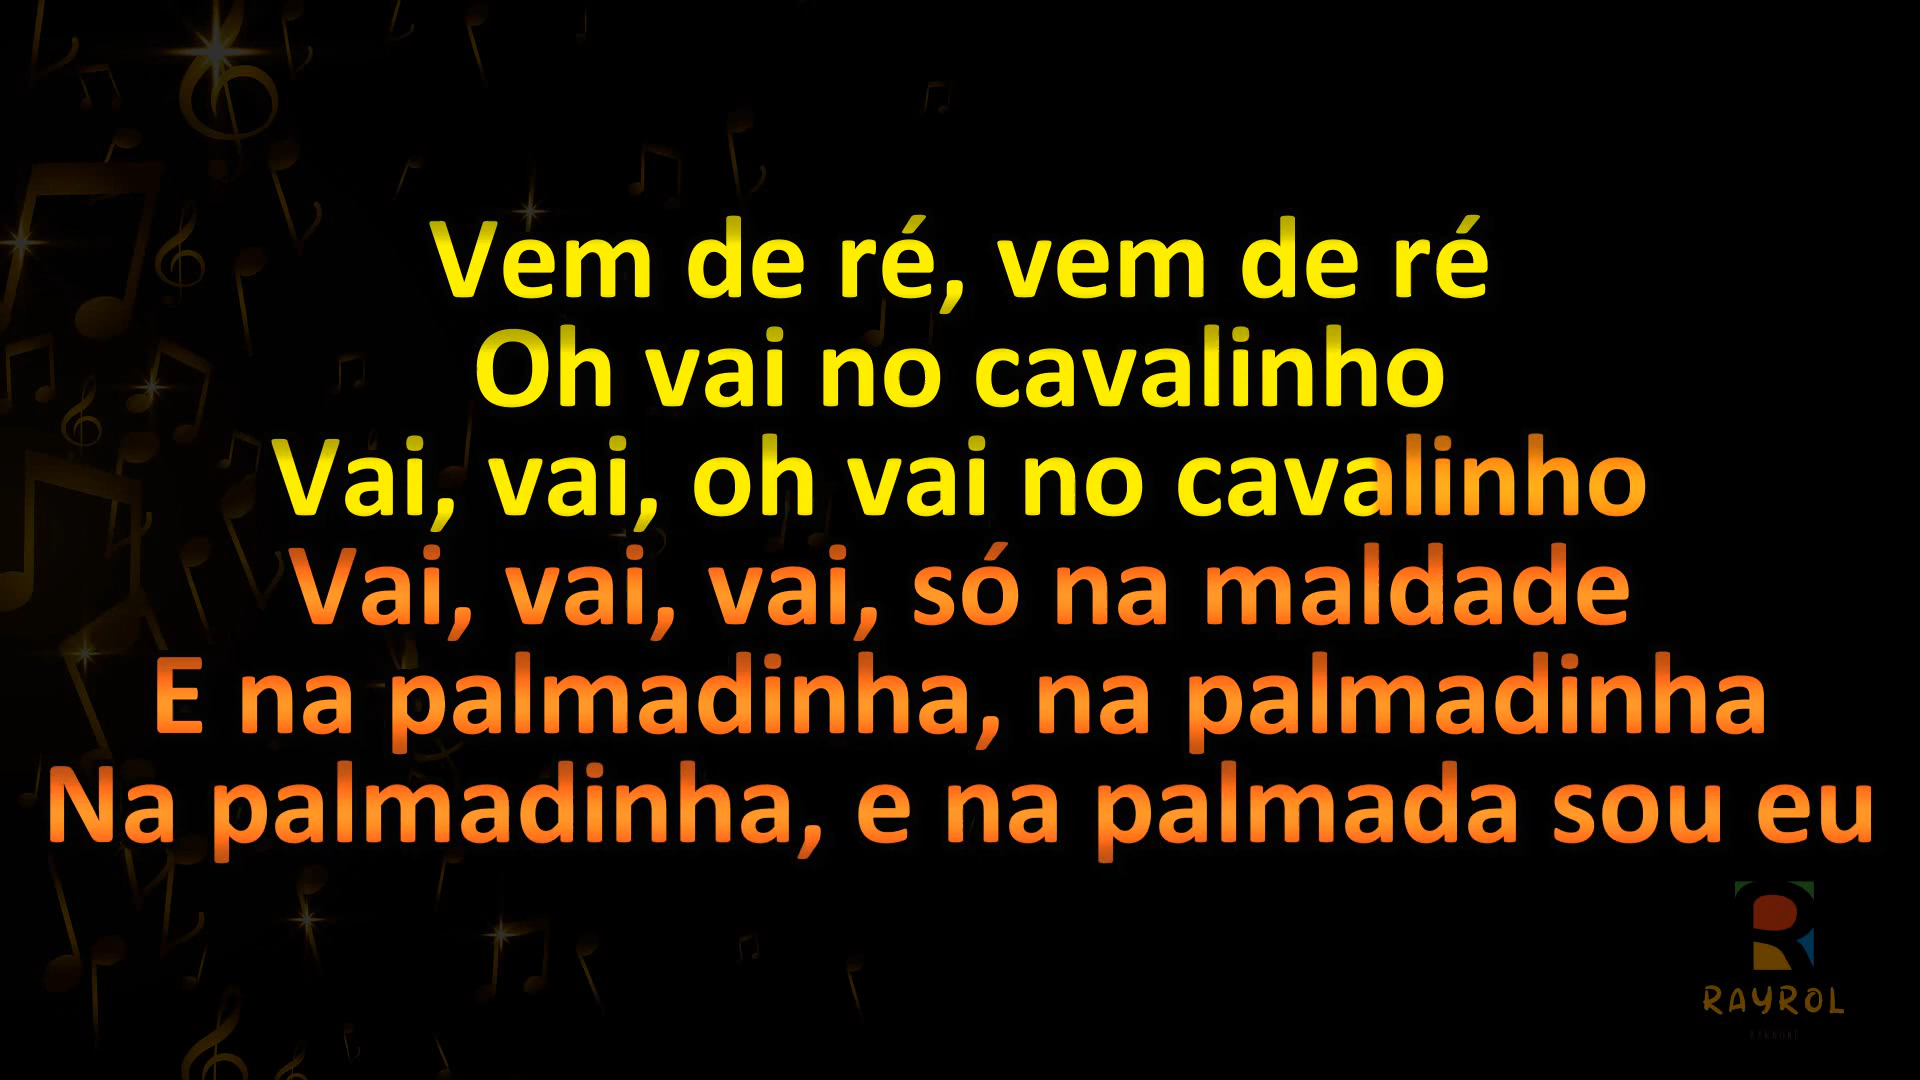 Vem de ré, vem de ré
Oh vai no cavalinho
Vai, vai, oh vai no cavalinho
Vai, vai, vai, só na maldade
E na palmadinha, na palmadinha
Na palmadinha, e na palmada sou eu
RAYROL
KARAOKÊ